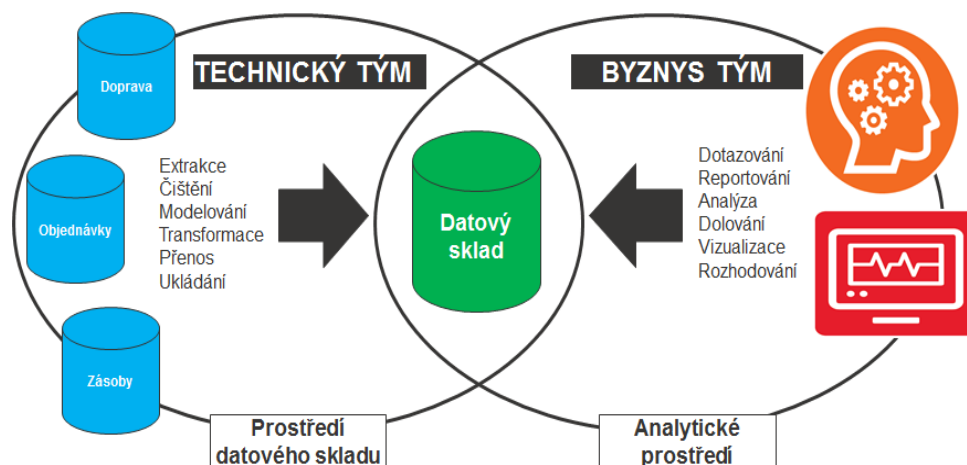 Doprava
TECHNICKÝ TÝM
BYZNYS TÝM
Objednávky
Extrakce
Čištění
Modelování
Transformace
Přenos
Ukládání
Datový
sklad
Dotazování
Reportování
Analýza
Dolování
Vizualizace
Rozhodování
Zásoby
Prostředí
datového skladu
Analytické
prostředí